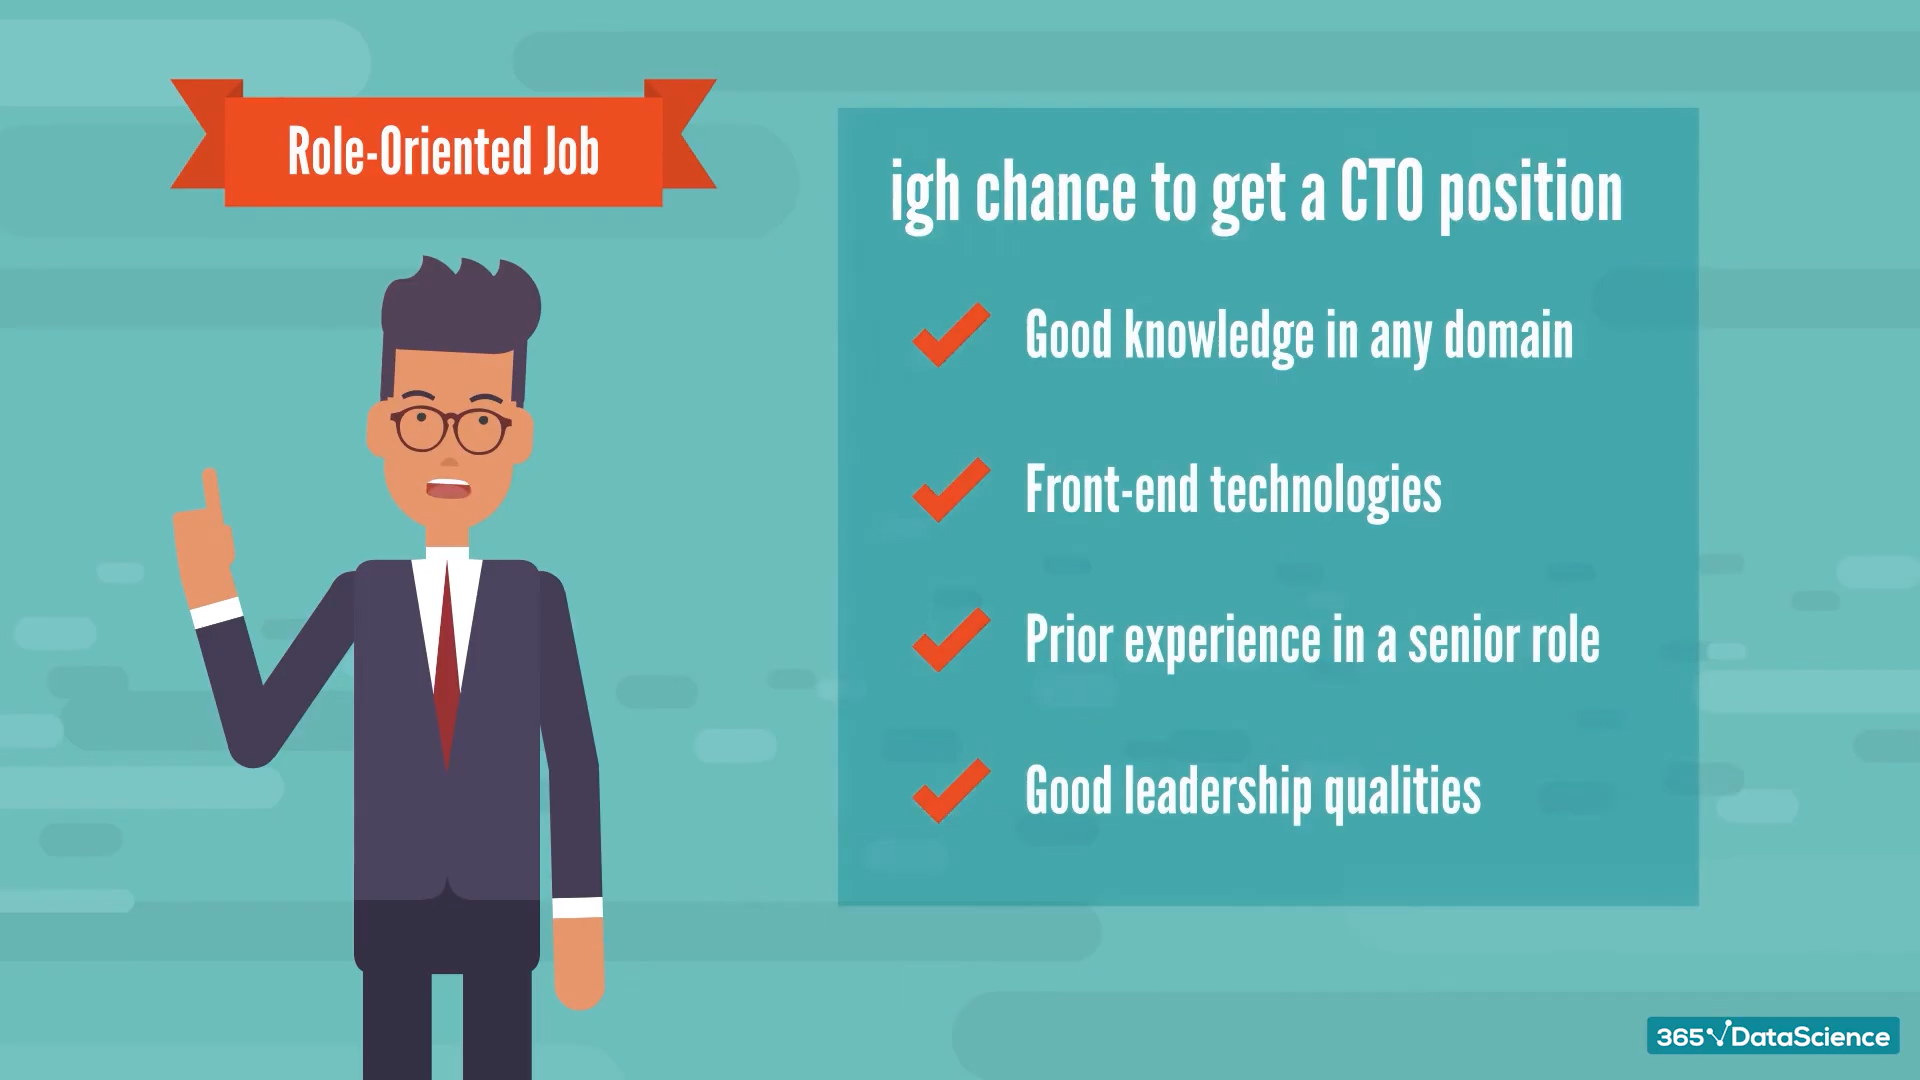 Role-Oriented Job
igh chance to get a CTO position
Good knowledge in any domain
Front-end technologies
Prior experience in a senior role
Good leadership qualities
365 DataScience